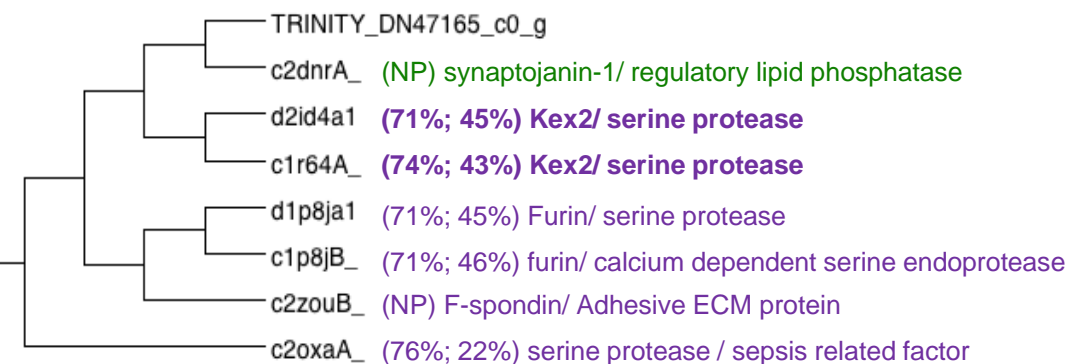 TRINITY_DN47165_c0_g
c2dnrA_ (NP) synaptojanin-1/ regulatory lipid phosphatase
d2id4a1 (71%; 45%) Kex2/ serine protease
c1r64A_ (74%; 43%) Kex2/ serine protease
d1p8ja1 (71%; 45%) Furin/ serine protease
c1p8jB_ (71%; 46%) furin/ calcium dependent serine endoprotease
c2zouB_ (NP) F-spondin/ Adhesive ECM protein
c2oxaA_ (76%; 22%) serine protease / sepsis related factor